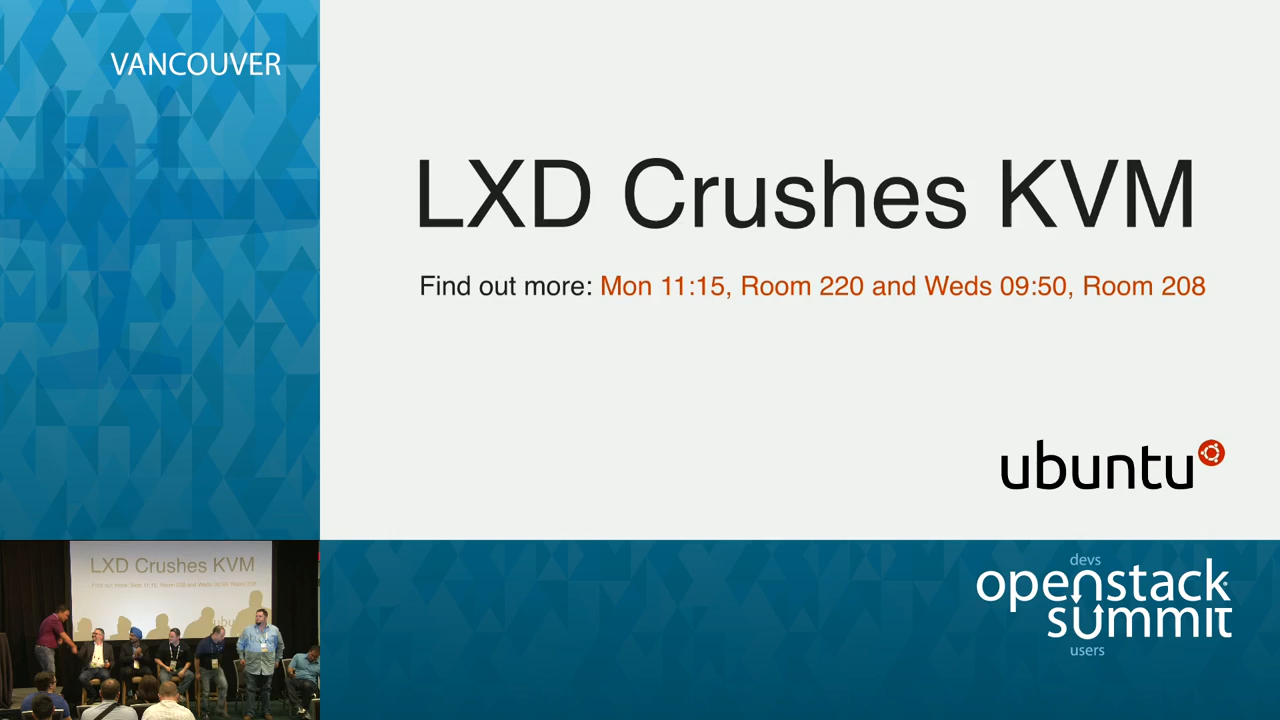 VANCOUVER
LXD Crushes KVM
Find out more: Mon 11:15, Room 220 and Weds 09:50, Room 208
ubuntu
LXD Crushes KVM
devs
openstack
summit
users